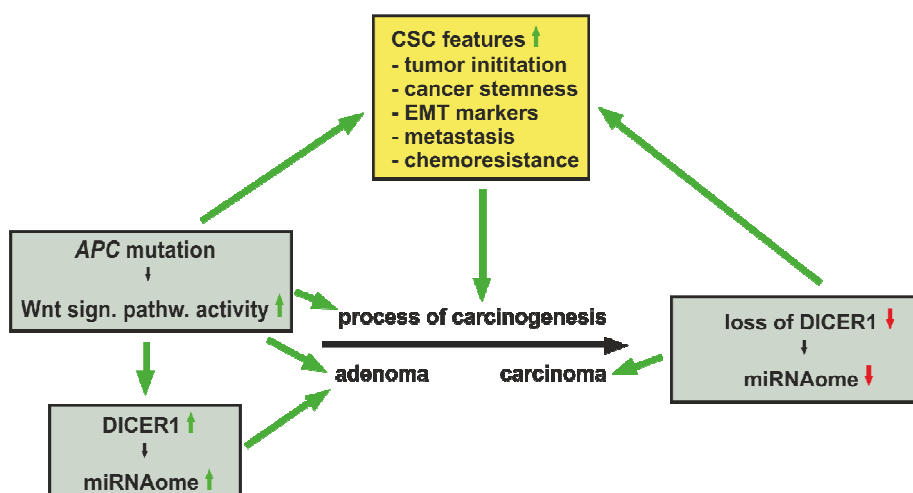 CSC features
- tumor inititation
- cancer stemness
- EMT markers
- metastasis
- chemoresistance
APC mutation
Wnt sign. pathw. activity
process of carcinogenesis
adenoma
carcinoma
loss of DICER1
miRNAome
DICER1
miRNAome